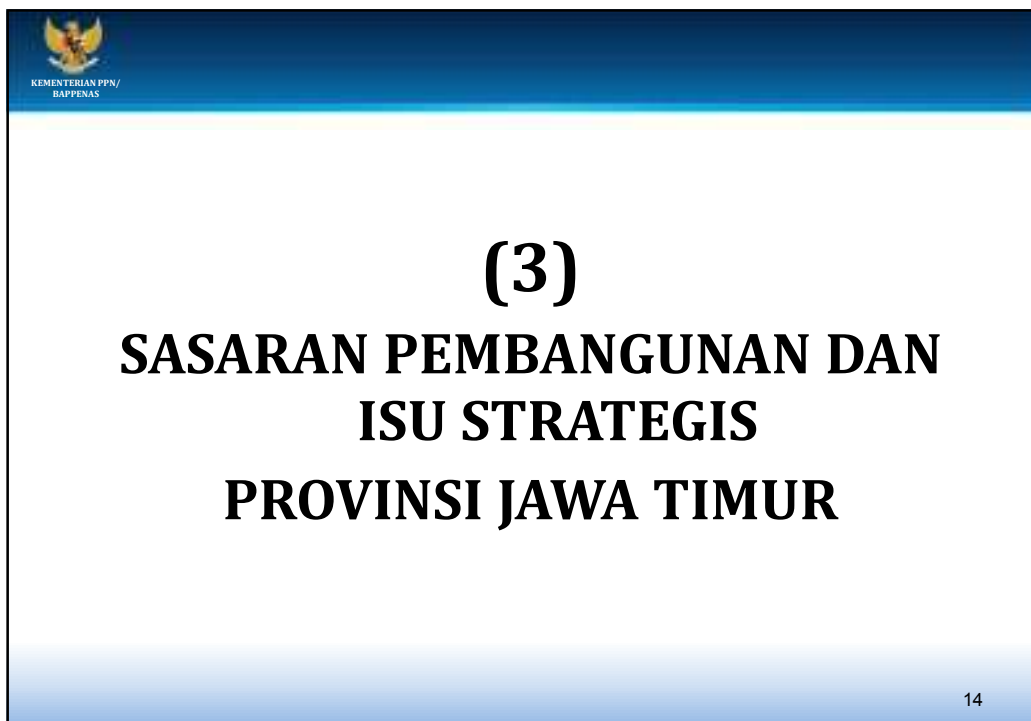 KEMENTERIAN PPN/
BAPPENAS
(3)
SASARAN PEMBANGUNAN DAN
ISU STRATEGIS
PROVINSI JAWA TIMUR
14